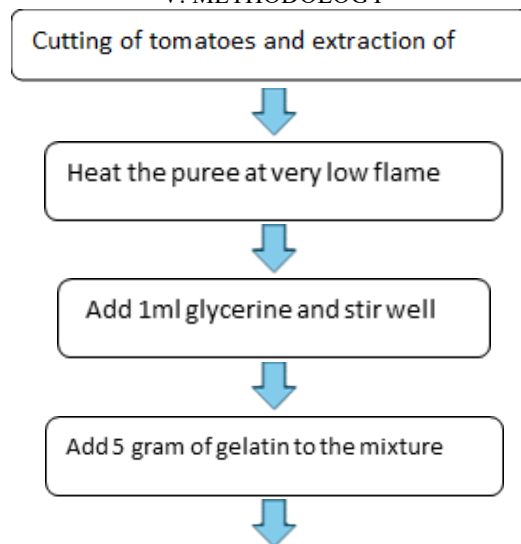 V. METHODOLOGY
Cutting of tomatoes and extraction of
Heat the puree at very low flame
Add 1ml glycerine and stir well
Add 5 gram of gelatin to the mixture